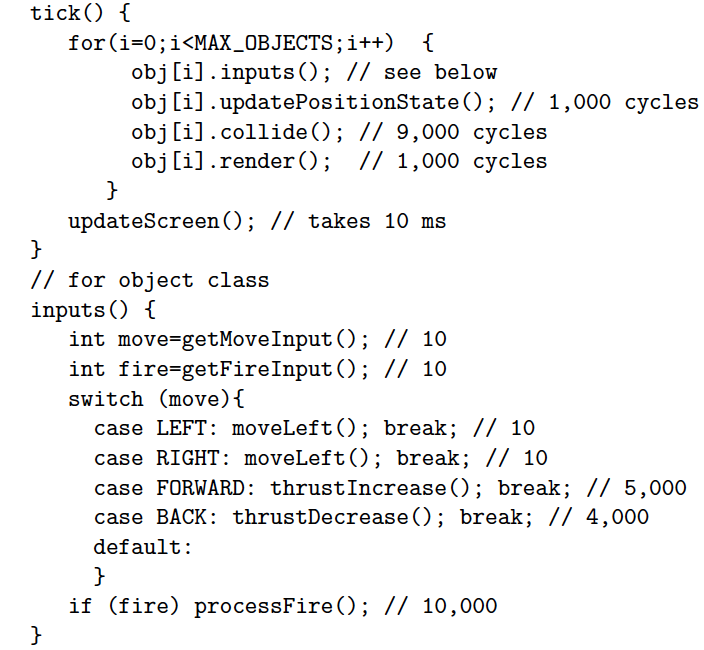 tick() {
for(i=0;i<MAX_OBJECTS;i++) {
obj[i].inputs(); // see below
obj[i].updatePositionState(); // 1,000 cycles
obj[i].collide(); // 9,000 cycles
obj[i].render(); // 1,000 cycles
}
updateScreen(); // takes 10 ms
}
// for object class
inputs() {
int move=getMoveInput(); // 10
int fire=getFireInput(); // 10
switch (move){
case LEFT: moveLeft(); break; // 10
case RIGHT: moveLeft(); break; // 10
case FORWARD: thrustIncrease(); break; // 5,000
case BACK: thrustDecrease(); break; // 4,000
default:
}
if (fire) processFire(); // 10,000
}